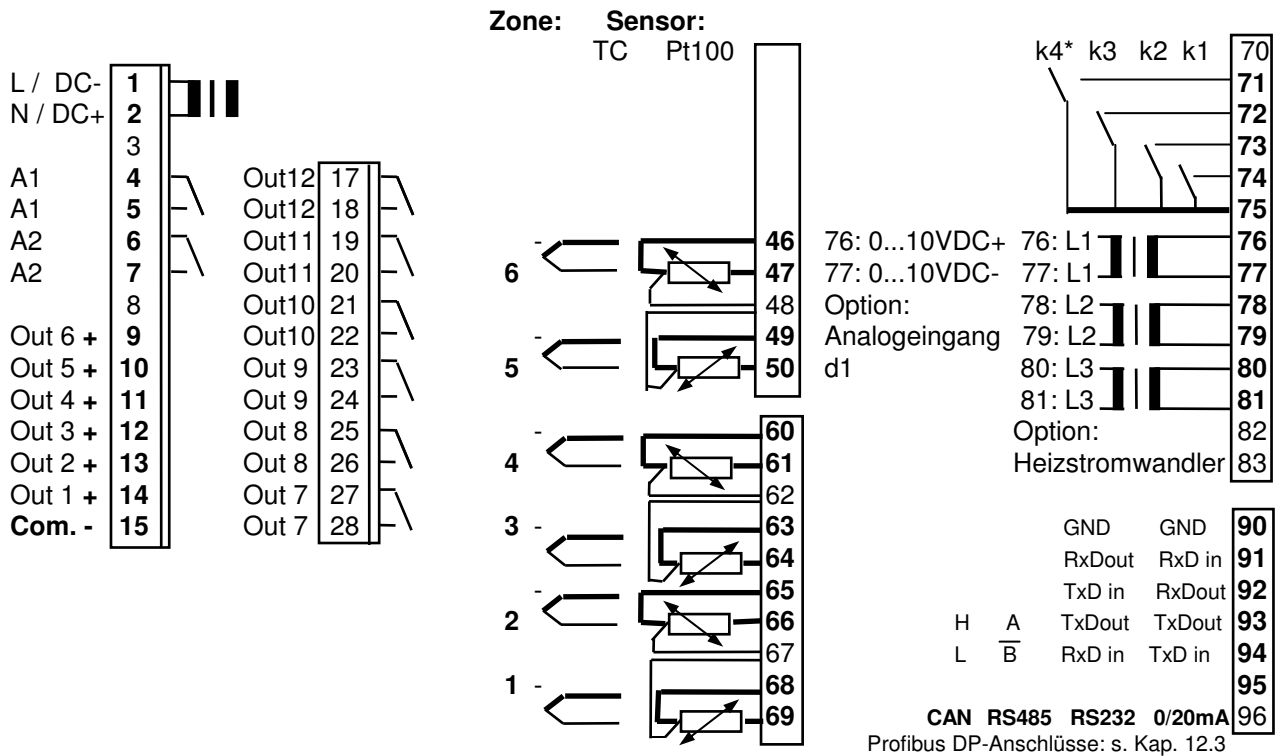 Zone: Sensor:
TC Pt100
L / DC- 1
N / DC+ 2
3
A1 4
A1 5
A2 6
A2 7
8
Out 6 + 9
Out 5 + 10
Out 4 + 11
Out 3 + 12
Out 2 + 13
Out 1 + 14
Com. - 15
Out12 17
Out12 18
Out11 19
Out11 20
Out10 21
Out10 22
Out 9 23
Out 9 24
Out 8 25
Out 8 26
Out 7 27
Out 7 28
6 - 46
47
48
5 - 49
50
4 - 60
61
62
3 - 63
64
2 - 65
66
67
1 - 68
69
76: 0...10VDC+
77: 0...10VDC-
Option:
Analogeingang
d1
k4* k3 k2 k1 70
71
72
73
74
75
76: L1 76
77: L1 77
78: L2 78
79: L2 79
80: L3 80
81: L3 81
Option: 82
Heizstromwandler 83
GND GND 90
RxDout RxD in 91
TxD in RxDout 92
H A TxDout TxDout 93
L B RxD in TxD in 94
95
CAN RS485 RS232 0/20mA 96
Profibus DP-Anschlüsse: s. Kap. 12.3